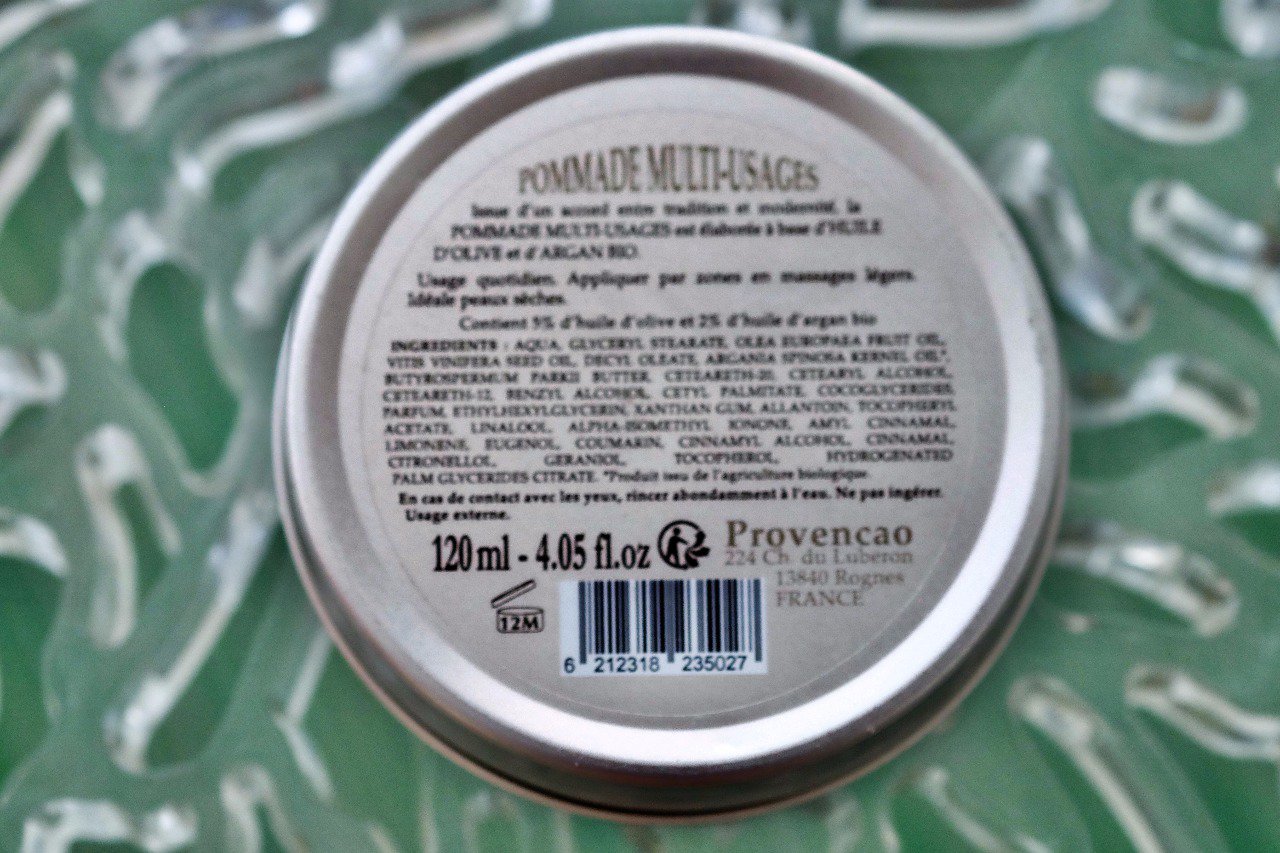 POMMADE MULTI-USAGES
Issue d'un accord entre tradition et modernité, la
POMMADE MULTI-USAGES est élaborée à base d'HUILE
D'OLIVE et d'ARGAN BIO.
Usage quotidien. Appliquer par zones en massages légers.
Idéale peaux sèches.
Contient 5% d'huile d'olive et 2% d'huile d'argan bio
INGREDIENTS : AQUA, GLYCERYL STEARATE, OLEA EUROPAEA FRUIT OIL,
VITIS VINIFERA SEED OIL, DECYL OLEATE, ARGANIA SPINOSA KERNEL OIL*,
BUTYROSPERMUM PARKII BUTTER, CETEARETH-20, CETEARYL ALCOHOL,
CETEARETH-12, BENZYL ALCOHOL, CETYL PALMITATE, COCOGLYCERIDES,
PARFUM, ETHYLHEXYLGLYCERIN, XANTHAN GUM, ALLANTOIN, TOCOPHERYL
ACETATE, LINALOOL, ALPHA-ISOMETHYL IONONE, AMYL CINNAMAL,
LIMONENE, EUGENOL, COUMARIN, CINNAMYL ALCOHOL, CINNAMAL,
CITRONELLOL, GERANIOL, TOCOPHEROL, HYDROGENATED
PALM GLYCERIDES CITRATE. *Produit issu de l'agriculture biologique.
En cas de contact avec les yeux, rincer abondamment à l'eau. Ne pas ingérer.
Usage externe.
120 ml - 4.05 fl.oz
Provencao
224 Ch. du Luberon
13840 Rognes
FRANCE
12M
6 212318 235027